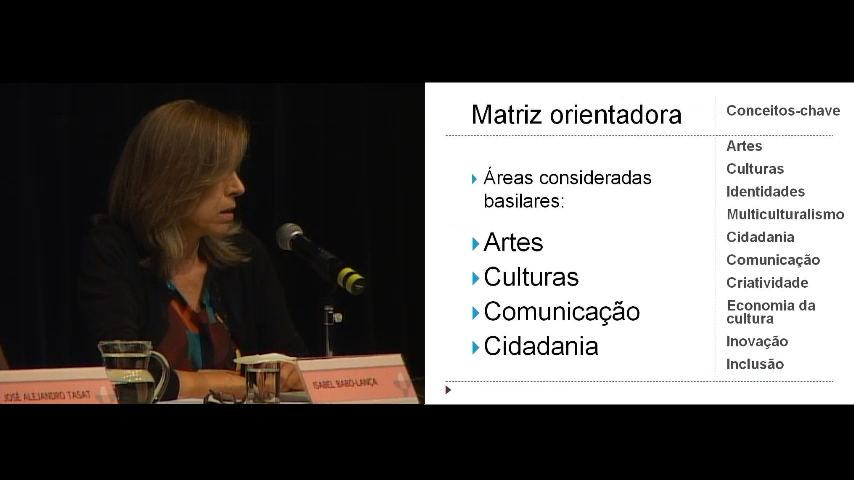 Matriz orientadora
Áreas consideradas
basilares:
Artes
Culturas
Comunicação
Cidadania
Conceitos-chave
Artes
Culturas
Identidades
Multiculturalismo
Cidadania
Comunicação
Criatividade
Economia da
cultura
Inovação
Inclusão
JOSÉ ALEJANDRO TASAT
ISABEL BABO-LANÇA